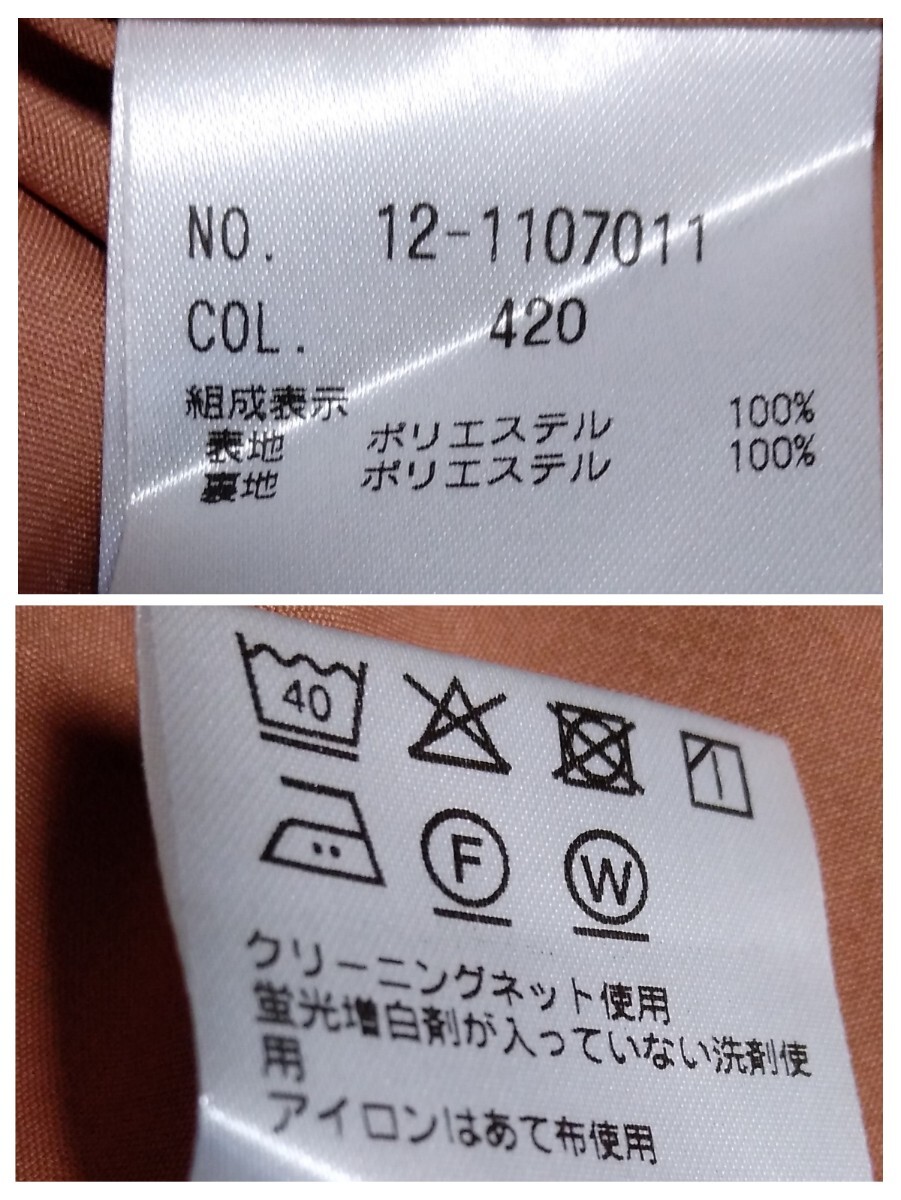 NO. 12-1107011
COL. 420
組成表示
表地 ポリエステル 100%
裏地 ポリエステル 100%
40
F W
クリーニングネット使用
蛍光増白剤が入っていない洗剤使
用
アイロンはあて布使用